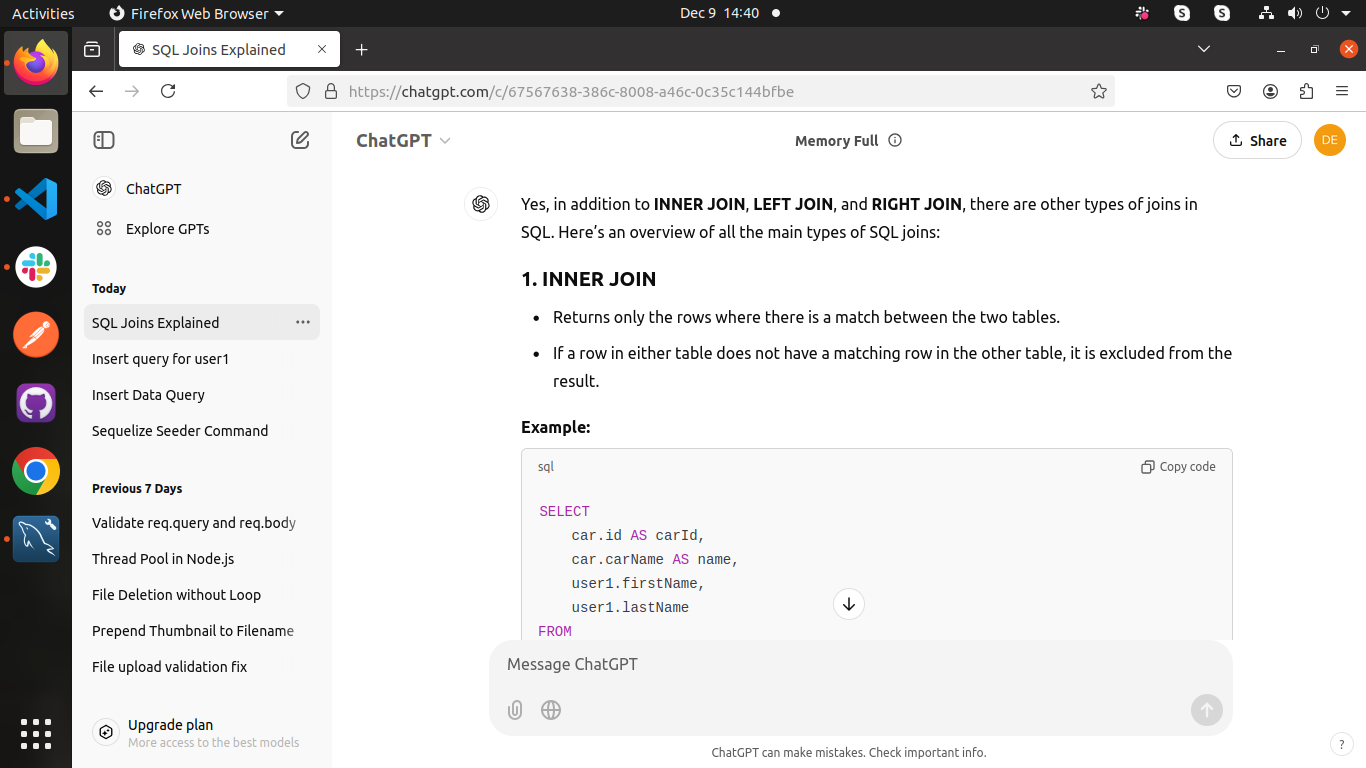 Activities
Firefox Web Browser
Dec 9 14:40
SQL Joins Explained
https://chatgpt.com/c/67567638-386c-8008-a46c-0c35c144bfbe
ChatGPT
Memory Full
Share
DE
ChatGPT
Explore GPTs
Today
SQL Joins Explained
Insert query for user1
Insert Data Query
Sequelize Seeder Command
Previous 7 Days
Validate req.query and req.body
Thread Pool in Node.js
File Deletion without Loop
Prepend Thumbnail to Filename
File upload validation fix
Upgrade plan
More access to the best models
Yes, in addition to INNER JOIN, LEFT JOIN, and RIGHT JOIN, there are other types of joins in
SQL. Here’s an overview of all the main types of SQL joins:
1. INNER JOIN
• Returns only the rows where there is a match between the two tables.
• If a row in either table does not have a matching row in the other table, it is excluded from the
result.
Example:
sql
Copy code
SELECT
car.id AS carId,
car.carName AS name,
user1.firstName,
user1.lastName
FROM
Message ChatGPT
ChatGPT can make mistakes. Check important info.
?